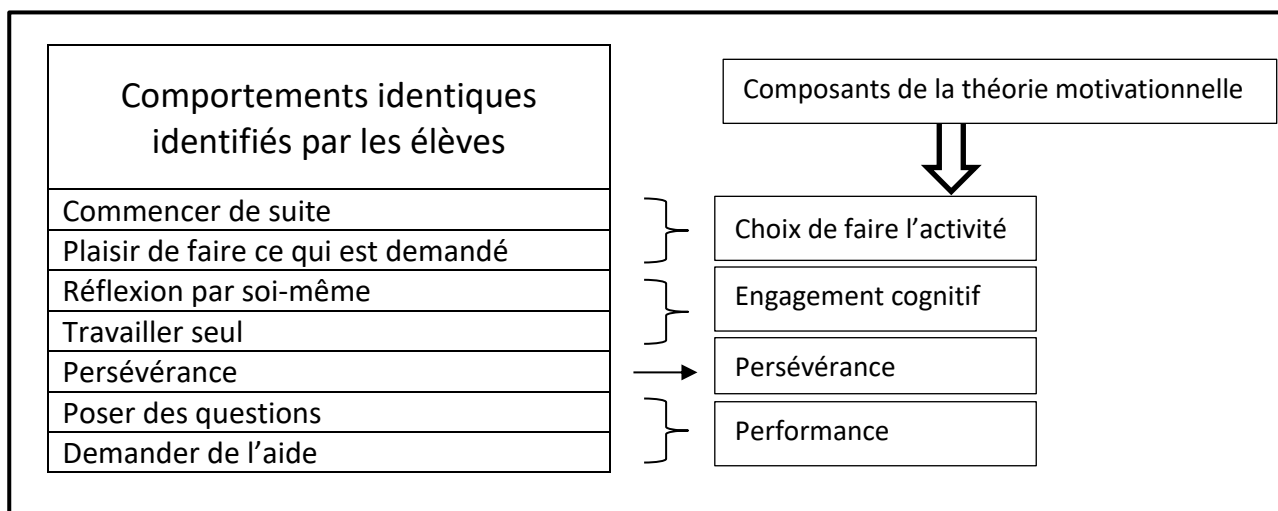 Comportements identiques
identifiés par les élèves
Commencer de suite
Plaisir de faire ce qui est demandé
Réflexion par soi-même
Travailler seul
Persévérance
Poser des questions
Demander de l'aide
Composants de la théorie motivationnelle
Choix de faire l'activité
Engagement cognitif
Persévérance
Performance